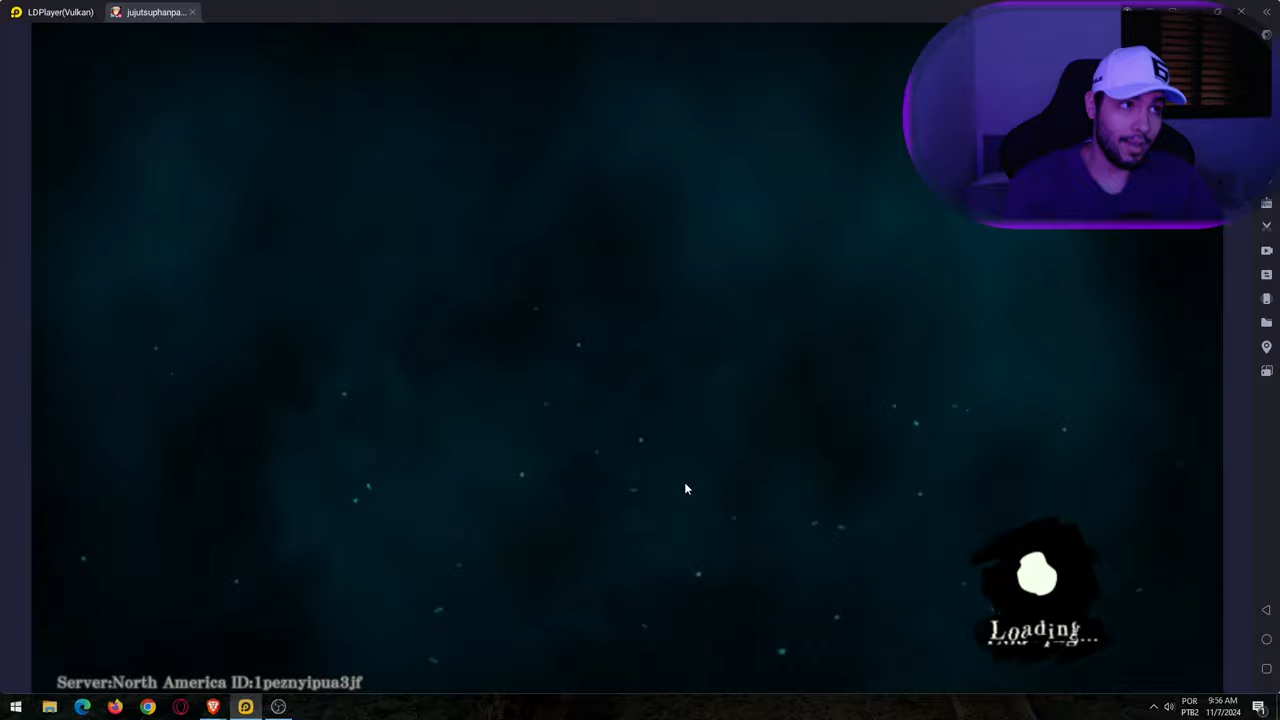 LDPlayer(Vulkan)
jujutsuphanpa...
Loading...
Server:North America ID:1peznyipua3jf
POR
PTB2
9:56 AM
11/7/2024